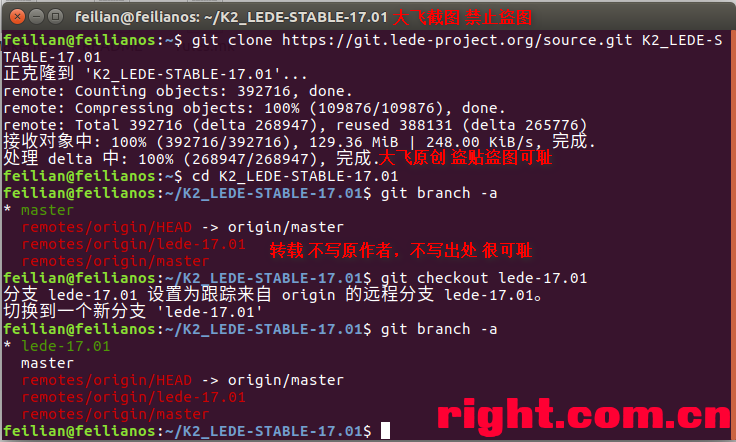 feilian@feilianos: ~/K2_LEDE-STABLE-17.01 大飞截图 禁止盗图
feilian@feilianos:~$ git clone https://git.lede-project.org/source.git K2_LEDE-S
TABLE-17.01
正克隆到 'K2_LEDE-STABLE-17.01'...
remote: Counting objects: 392716, done.
remote: Compressing objects: 100% (109876/109876), done.
remote: Total 392716 (delta 268947), reused 388131 (delta 265776)
接收对象中: 100% (392716/392716), 129.36 MiB | 248.00 KiB/s, 完成.
处理 delta 中: 100% (268947/268947), 完成. 大飞原创 盗贴盗图可耻
feilian@feilianos:~$ cd K2_LEDE-STABLE-17.01
feilian@feilianos:~/K2_LEDE-STABLE-17.01$ git branch -a
* master
remotes/origin/HEAD -> origin/master
remotes/origin/lede-17.01 转载 不写原作者，不写出处 很可耻
remotes/origin/master
feilian@feilianos:~/K2_LEDE-STABLE-17.01$ git checkout lede-17.01
分支 lede-17.01 设置为跟踪来自 origin 的远程分支 lede-17.01。
切换到一个新分支 'lede-17.01'
feilian@feilianos:~/K2_LEDE-STABLE-17.01$ git branch -a
* lede-17.01
master
remotes/origin/HEAD -> origin/master
remotes/origin/lede-17.01
remotes/origin/master
right.com.cn
feilian@feilianos:~/K2_LEDE-STABLE-17.01$